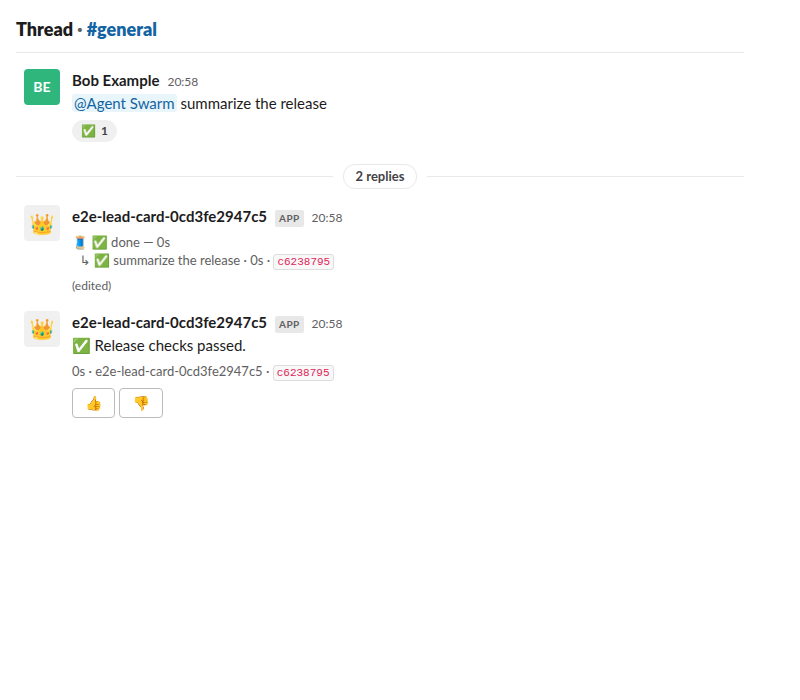 Thread • #general
BE
Bob Example 20:58
@Agent Swarm summarize the release
✅ 1
2 replies
e2e-lead-card-0cd3fe2947c5 APP 20:58
🧵 ✅ done — 0s
↳ ✅ summarize the release · 0s · c6238795
(edited)
e2e-lead-card-0cd3fe2947c5 APP 20:58
✅ Release checks passed.
0s · e2e-lead-card-0cd3fe2947c5 · c6238795
👍 👎